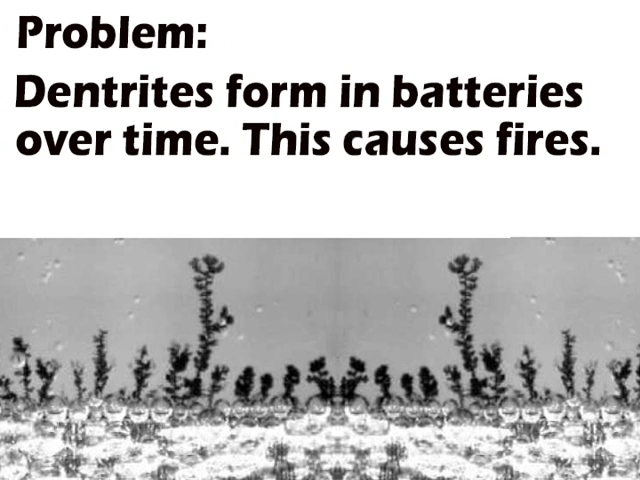 Problem:
Dentrites form in batteries
over time. This causes fires.